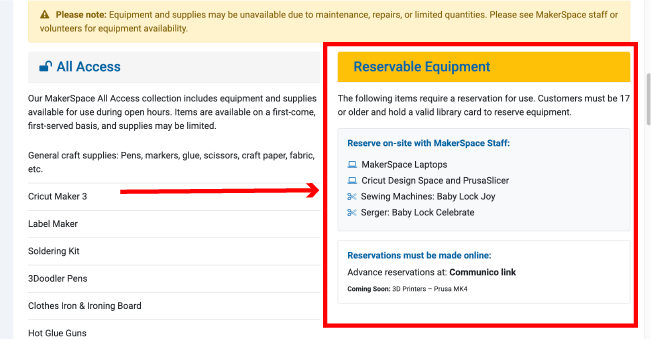 Please note: Equipment and supplies may be unavailable due to maintenance, repairs, or limited quantities. Please see MakerSpace staff or
volunteers for equipment availability.
All Access
Our MakerSpace All Access collection includes equipment and supplies
available for use during open hours. Items are available on a first-come,
first-served basis, and supplies may be limited.
General craft supplies: Pens, markers, glue, scissors, craft paper, fabric,
etc.
Cricut Maker 3
Label Maker
Soldering Kit
3Doodler Pens
Clothes Iron & Ironing Board
Hot Glue Guns
Reservable Equipment
The following items require a reservation for use. Customers must be 17
or older and hold a valid library card to reserve equipment.
Reserve on-site with MakerSpace Staff:
MakerSpace Laptops
Cricut Design Space and PrusaSlicer
Sewing Machines: Baby Lock Joy
Serger: Baby Lock Celebrate
Reservations must be made online:
Advance reservations at: Communico link
Coming Soon: 3D Printers – Prusa MK4